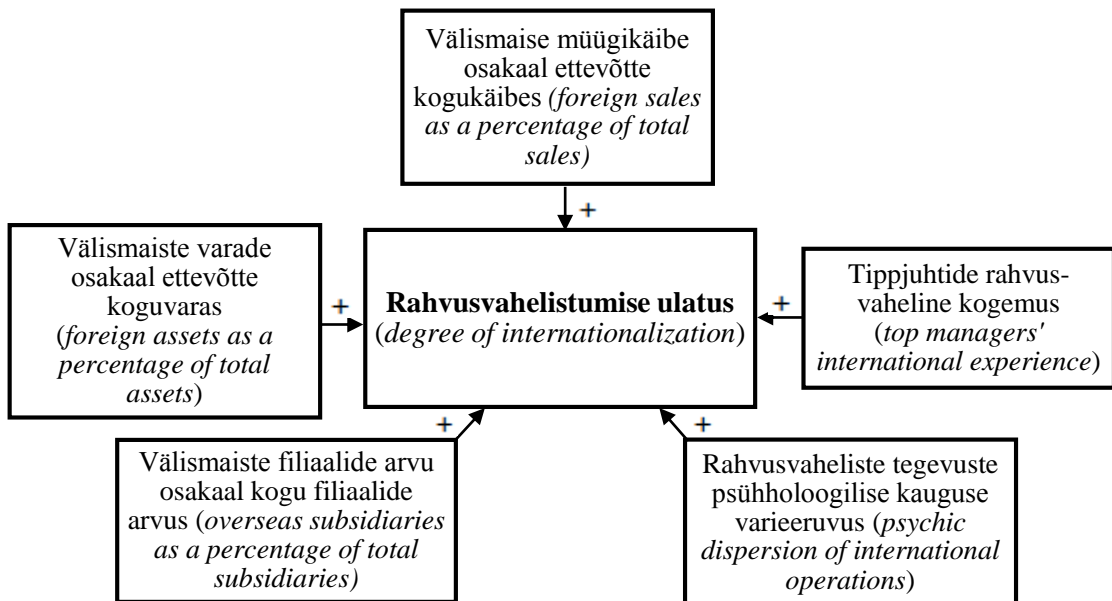 Välismaise müügikäibe
osakaal ettevõtte
kogukäibes (foreign sales
as a percentage of total
sales)
+
Välismaiste varade
osakaal ettevõtte
koguvaras
(foreign assets as a
percentage of total
assets)
+
Rahvusvahelistumise ulatus
(degree of internationalization)
+
Tippjuhtide rahvus-
vaheline kogemus
(top managers'
international experience)
+
Välismaiste filiaalide arvu
osakaal kogu filiaalide
arvus (overseas subsidiaries
as a percentage of total
subsidiaries)
+
Rahvusvaheliste tegevuste
psühholoogilise kauguse
varieeruvus (psychic
dispersion of international
operations)